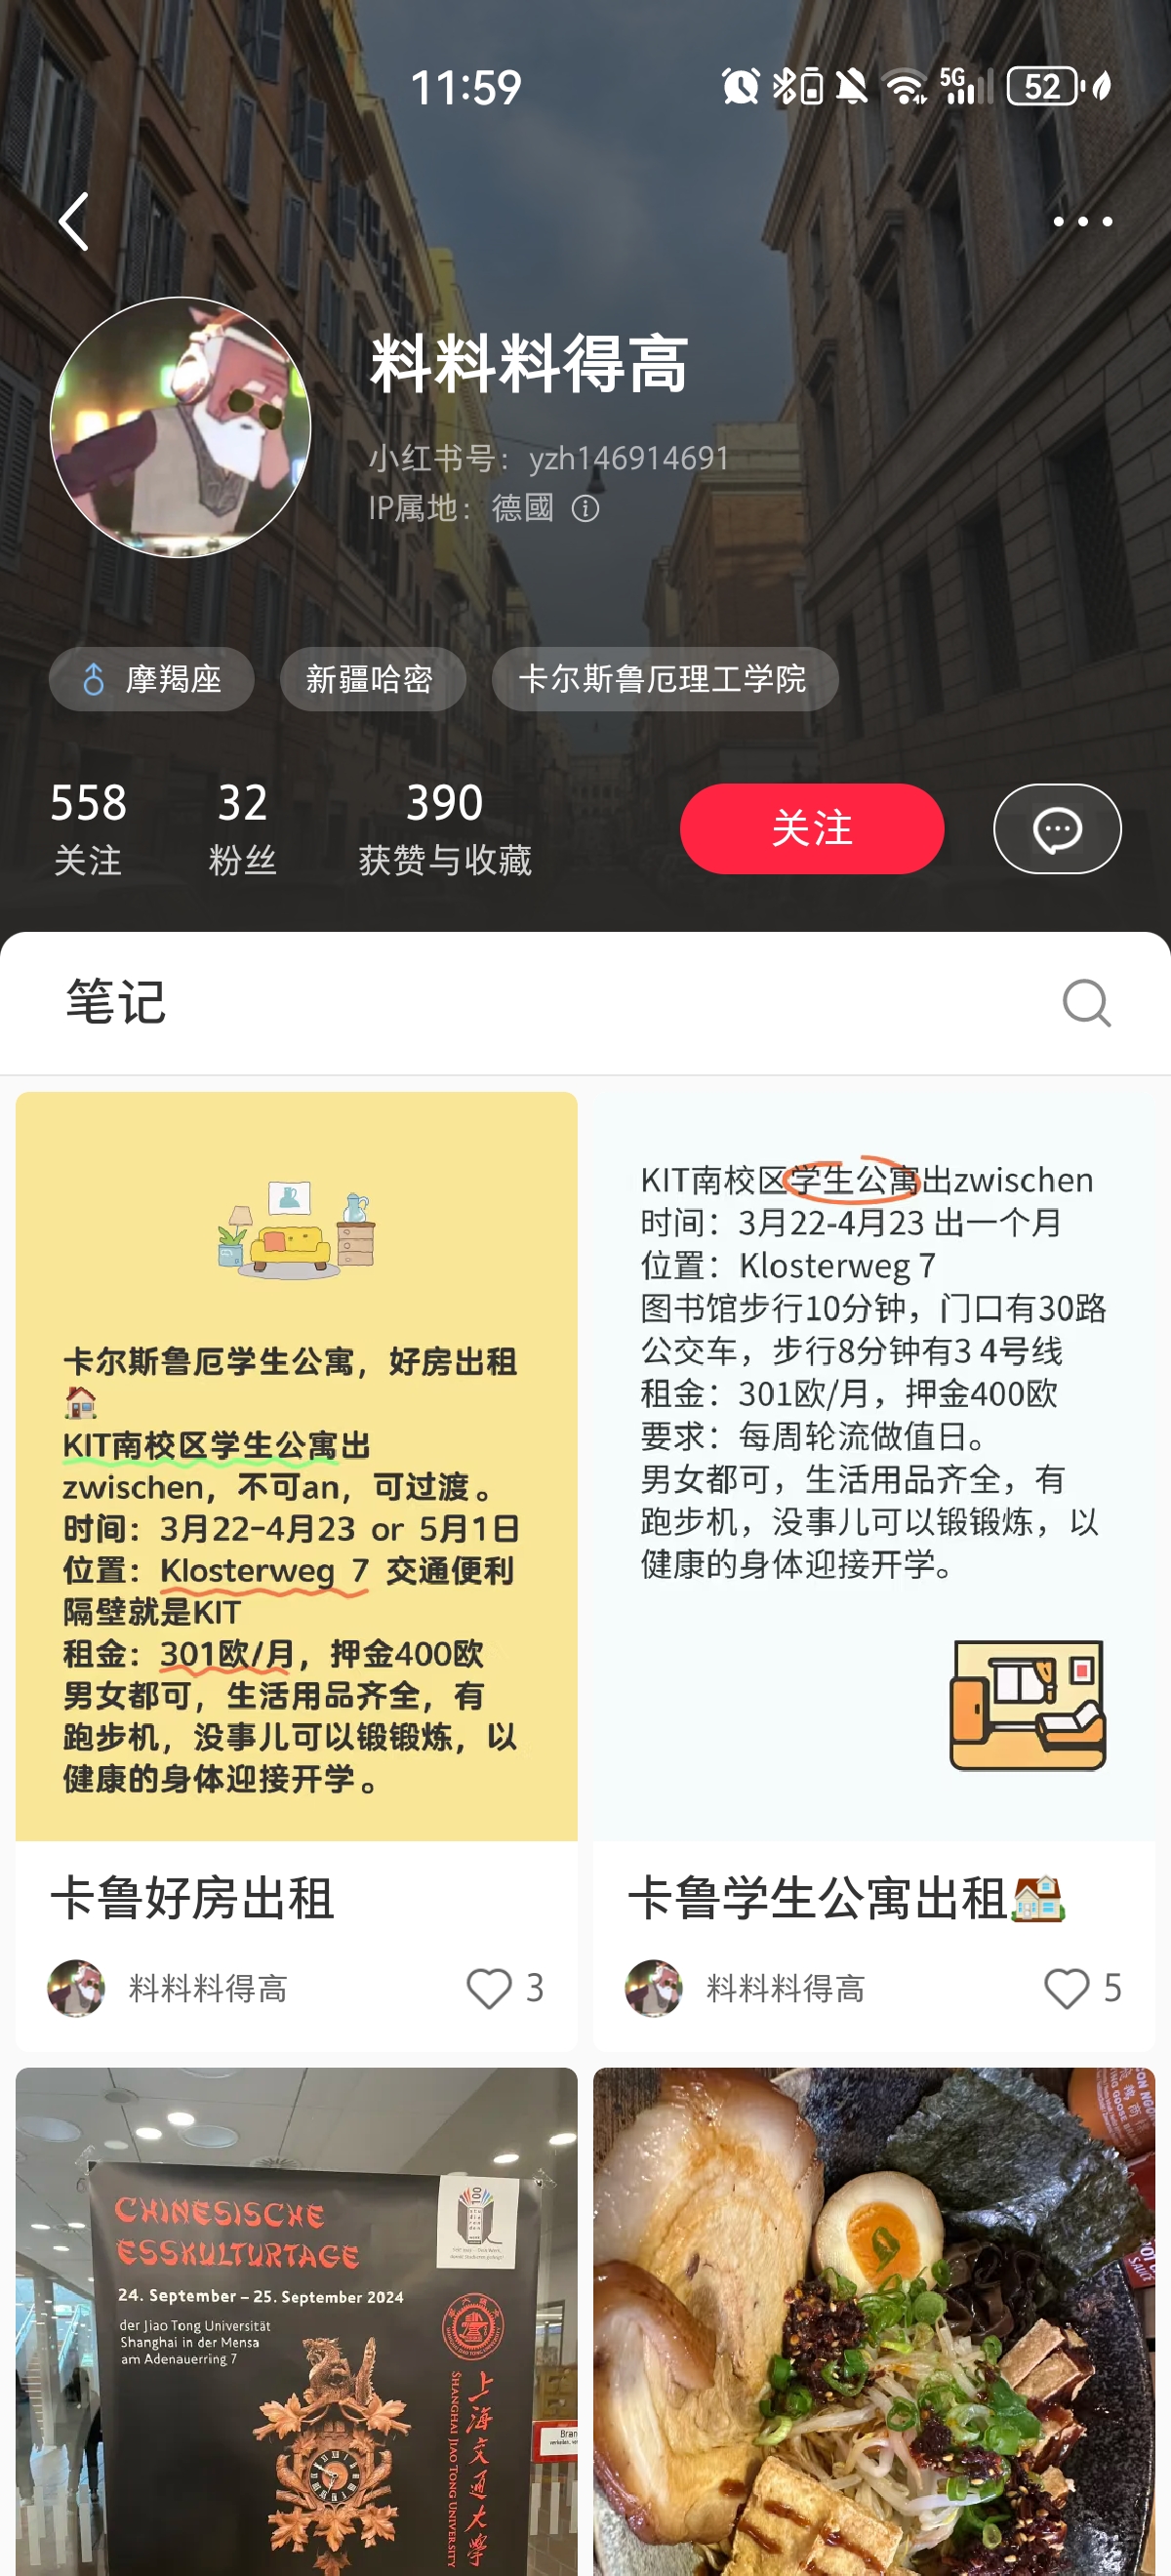 11:59
5G
52
料料料得高
小红书号：yzh146914691
IP属地：德國
摩羯座
新疆哈密
卡尔斯鲁厄理工学院
558
32
390
关注
粉丝
获赞与收藏
关注
笔记
卡尔斯鲁厄学生公寓，好房出租
KIT南校区学生公寓出
zwischen，不可an，可过渡。
时间：3月22-4月23 or 5月1日
位置：Klosterweg 7 交通便利
隔壁就是KIT
租金：301欧/月，押金400欧
男女都可，生活用品齐全，有
跑步机，没事儿可以锻锻炼，以
健康的身体迎接开学。
卡鲁好房出租
料料料得高
3
KIT南校区学生公寓出zwischen
时间：3月22-4月23 出一个月
位置：Klosterweg 7
图书馆步行10分钟，门口有30路
公交车，步行8分钟有3 4号线
租金：301欧/月，押金400欧
要求：每周轮流做值日。
男女都可，生活用品齐全，有
跑步机，没事儿可以锻锻炼，以
健康的身体迎接开学。
卡鲁学生公寓出租
料料料得高
5
CHINESISCHE
ESSKULTURTAGE
24. September – 25. September 2024
der Jiao Tong Universität
Shanghai in der Mensa
am Adenauerring 7
上海交通大學
SHANGHAI JIAO TONG UNIVERSITY